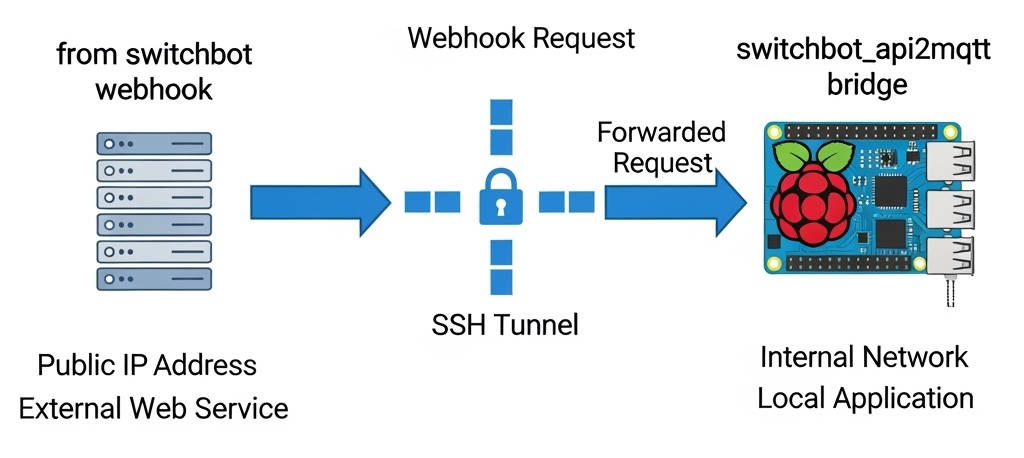 from switchbot
webhook
Webhook Request
switchbot_api2mqtt
bridge
Forwarded
Request
SSH Tunnel
Public IP Address
External Web Service
Internal Network
Local Application